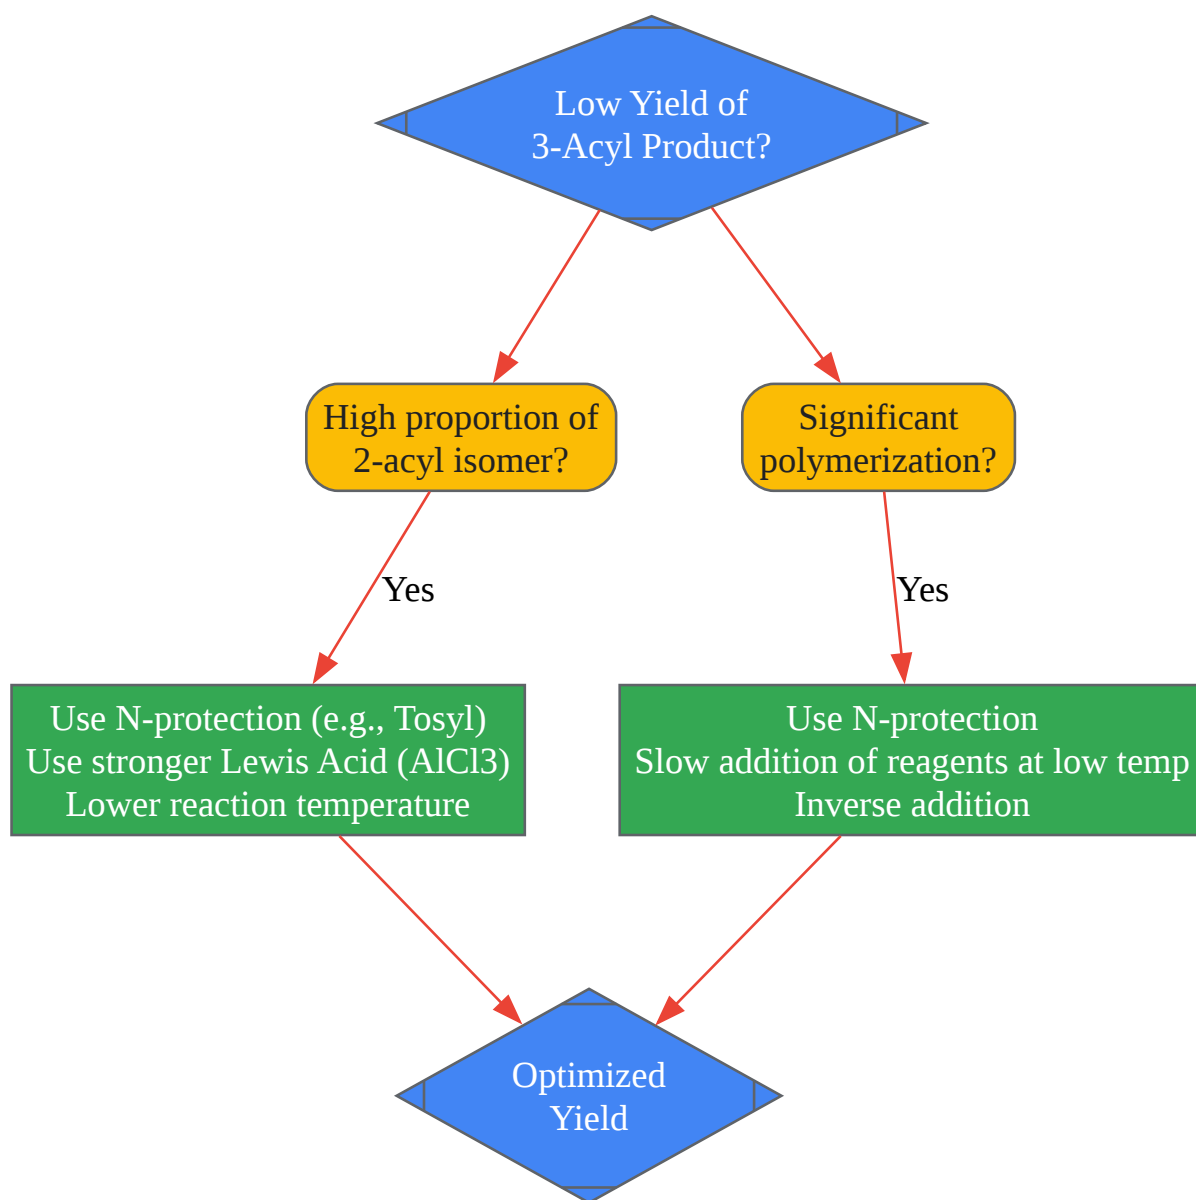 Low Yield of
3-Acyl Product?
High proportion of
2-acyl isomer?
Significant
polymerization?
Yes
Yes
Use N-protection (e.g., Tosyl)
Use stronger Lewis Acid (AlCl3)
Lower reaction temperature
Use N-protection
Slow addition of reagents at low temp
Inverse addition
Optimized
Yield